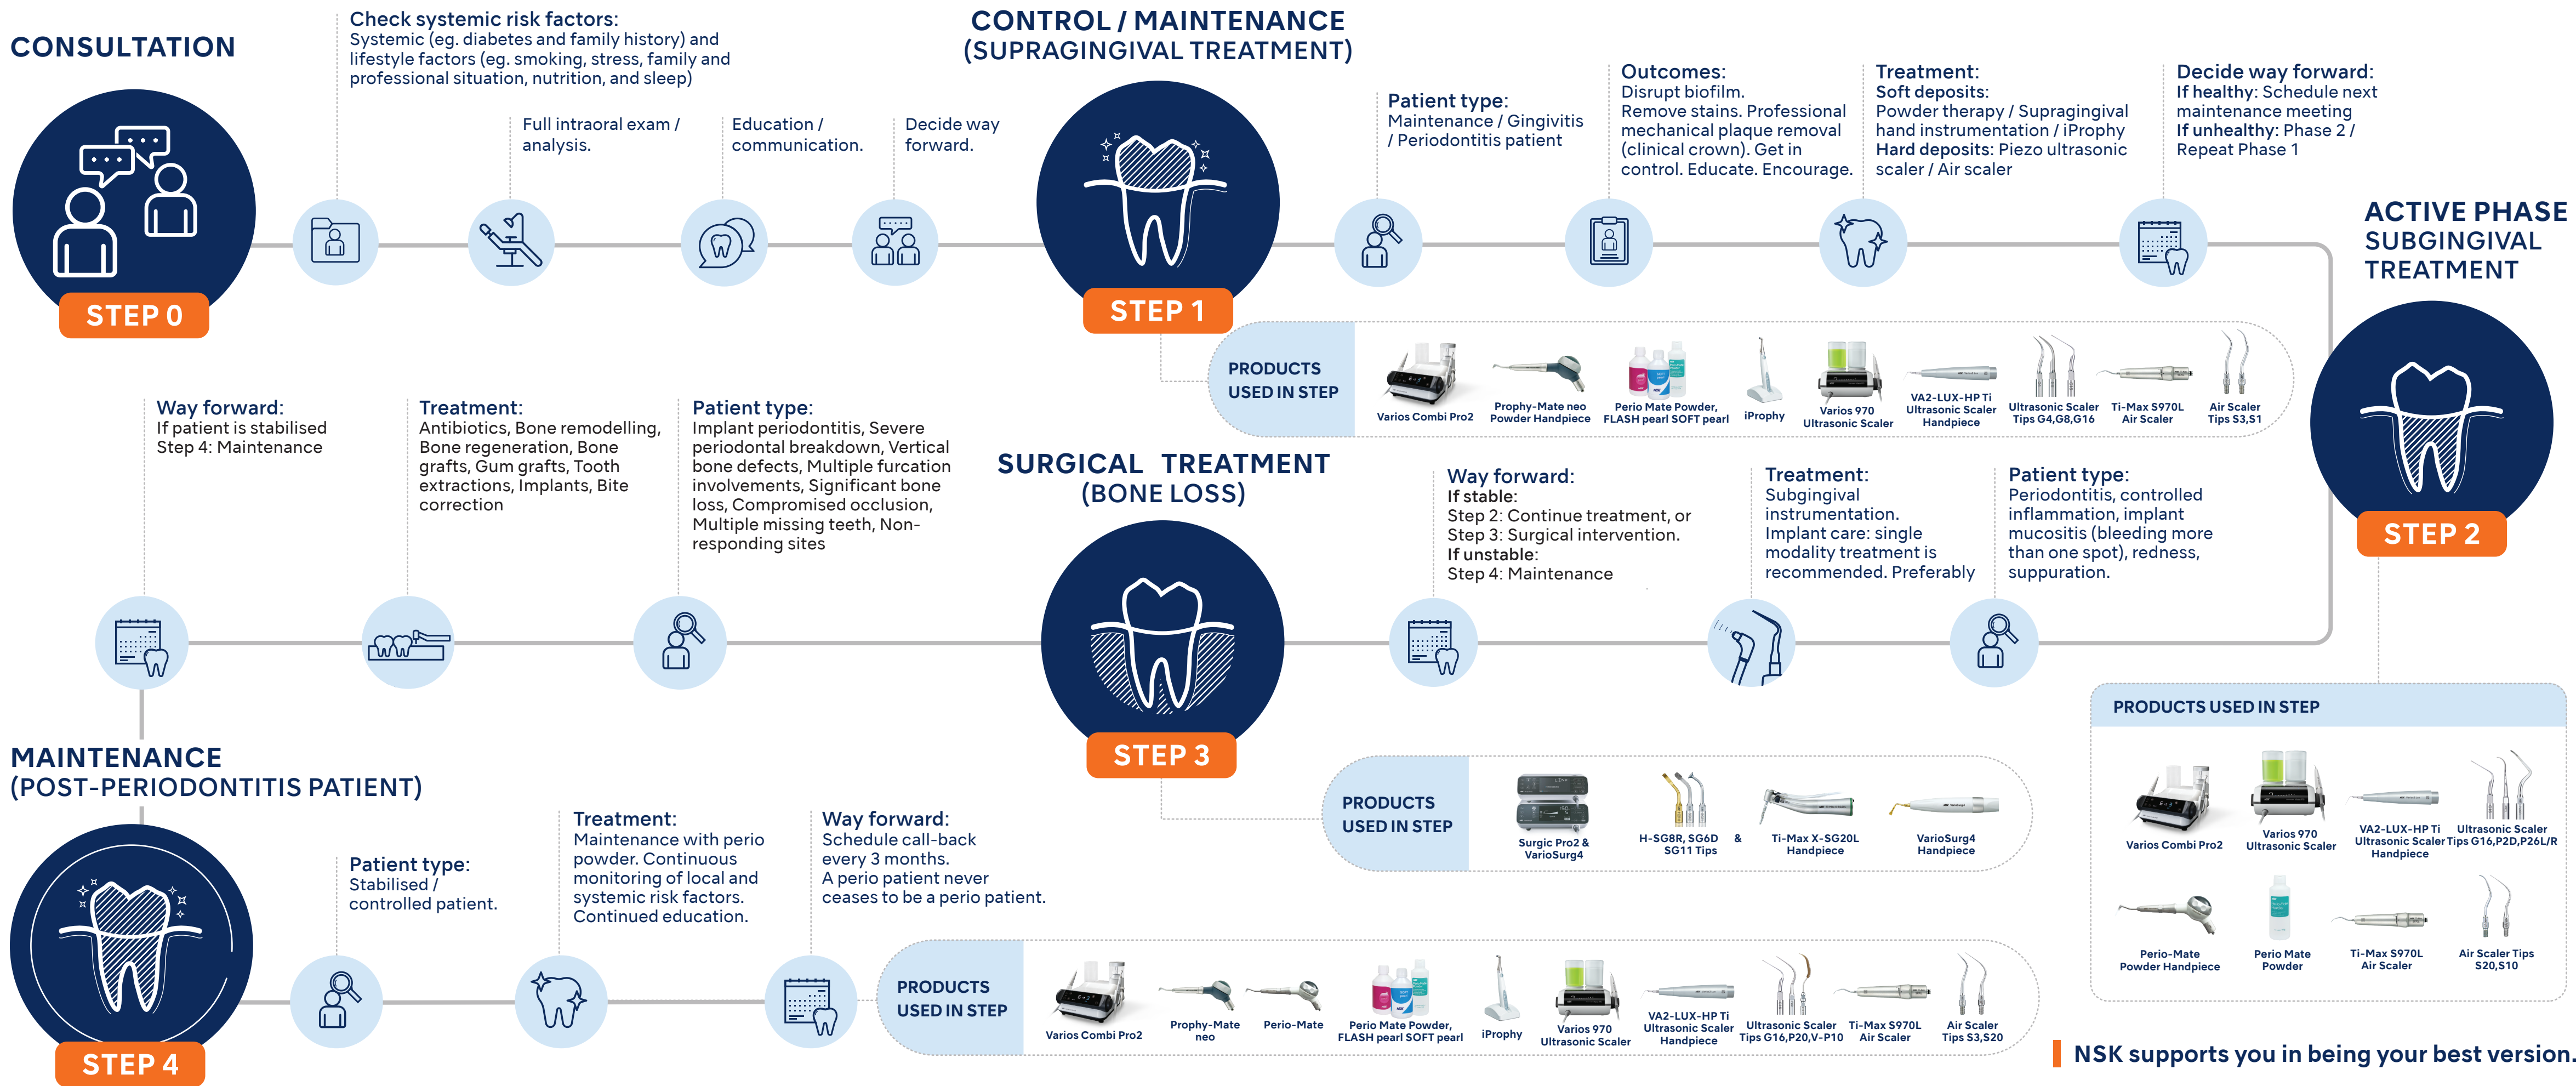 CONSULTATION
STEP 0
Check systemic risk factors:
Systemic (eg. diabetes and family history) and
lifestyle factors (eg. smoking, stress, family and
professional situation, nutrition, and sleep)
Full intraoral exam /
analysis.
Education /
communication.
Decide way
forward.
CONTROL / MAINTENANCE
(SUPRAGINGIVAL TREATMENT)
STEP 1
Patient type:
Maintenance / Gingivitis
/ Periodontitis patient
Outcomes:
Disrupt biofilm.
Remove stains. Professional
mechanical plaque removal
(clinical crown). Get in
control. Educate. Encourage.
Treatment:
Soft deposits:
Powder therapy / Supragingival
hand instrumentation / iProphy
Hard deposits: Piezo ultrasonic
scaler / Air scaler
Decide way forward:
If healthy: Schedule next
maintenance meeting
If unhealthy: Phase 2 /
Repeat Phase 1
PRODUCTS
USED IN STEP
Varios Combi Pro2
Prophy-Mate neo
Powder Handpiece
Perio Mate Powder,
FLASH pearl SOFT pearl
iProphy
Varios 970
Ultrasonic Scaler
VA2-LUX-HP Ti
Ultrasonic Scaler
Handpiece
Ultrasonic Scaler
Tips G4,G8,G16
Ti-Max S970L
Air Scaler
Air Scaler
Tips S3,S1
ACTIVE PHASE
SUBGINGIVAL
TREATMENT
STEP 2
Patient type:
Periodontitis, controlled
inflammation, implant
mucositis (bleeding more
than one spot), redness,
suppuration.
Treatment:
Subgingival
instrumentation.
Implant care: single
modality treatment is
recommended. Preferably
Way forward:
If stable:
Step 2: Continue treatment, or
Step 3: Surgical intervention.
If unstable:
Step 4: Maintenance
PRODUCTS USED IN STEP
Varios Combi Pro2
Varios 970
Ultrasonic Scaler
VA2-LUX-HP Ti
Ultrasonic Scaler
Handpiece
Ultrasonic Scaler
Tips G16,P2D,P26L/R
Perio-Mate
Powder Handpiece
Perio Mate
Powder
Ti-Max S970L
Air Scaler
Air Scaler Tips
S20,S10
SURGICAL TREATMENT
(BONE LOSS)
STEP 3
Patient type:
Implant periodontitis, Severe
periodontal breakdown, Vertical
bone defects, Multiple furcation
involvements, Significant bone
loss, Compromised occlusion,
Multiple missing teeth, Non-
responding sites
Treatment:
Antibiotics, Bone remodelling,
Bone regeneration, Bone
grafts, Gum grafts, Tooth
extractions, Implants, Bite
correction
Way forward:
If patient is stabilised
Step 4: Maintenance
PRODUCTS
USED IN STEP
Surgic Pro2 &
VarioSurg4
H-SG8R, SG6D &
SG11 Tips
Ti-Max X-SG20L
Handpiece
VarioSurg4
Handpiece
MAINTENANCE
(POST-PERIODONTITIS PATIENT)
STEP 4
Patient type:
Stabilised /
controlled patient.
Treatment:
Maintenance with perio
powder. Continuous
monitoring of local and
systemic risk factors.
Continued education.
Way forward:
Schedule call-back
every 3 months.
A perio patient never
ceases to be a perio patient.
PRODUCTS
USED IN STEP
Varios Combi Pro2
Prophy-Mate
neo
Perio-Mate
Perio Mate Powder,
FLASH pearl SOFT pearl
iProphy
Varios 970
Ultrasonic Scaler
VA2-LUX-HP Ti
Ultrasonic Scaler
Handpiece
Ultrasonic Scaler
Tips G16,P20,V-P10
Ti-Max S970L
Air Scaler
Air Scaler
Tips S3,S20
NSK supports you in being your best version.